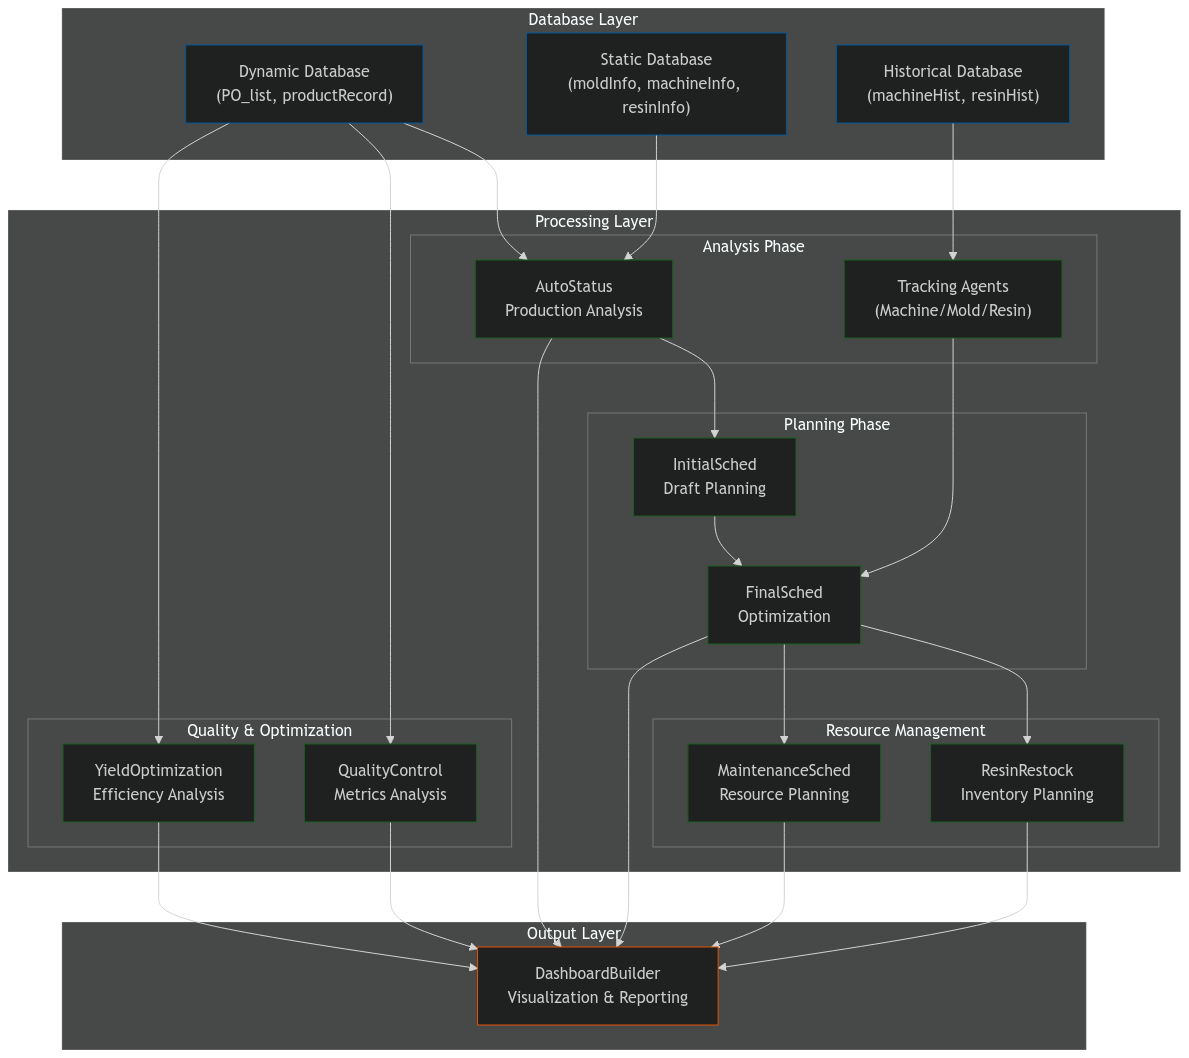 Database Layer
Dynamic Database
(PO_list, productRecord)
Static Database
(moldInfo, machineInfo,
resinInfo)
Historical Database
(machineHist, resinHist)
Processing Layer
Analysis Phase
AutoStatus
Production Analysis
Tracking Agents
(Machine/Mold/Resin)
Planning Phase
InitialSched
Draft Planning
FinalSched
Optimization
Quality & Optimization
YieldOptimization
Efficiency Analysis
QualityControl
Metrics Analysis
Resource Management
MaintenanceSched
Resource Planning
ResinRestock
Inventory Planning
Output Layer
DashboardBuilder
Visualization & Reporting